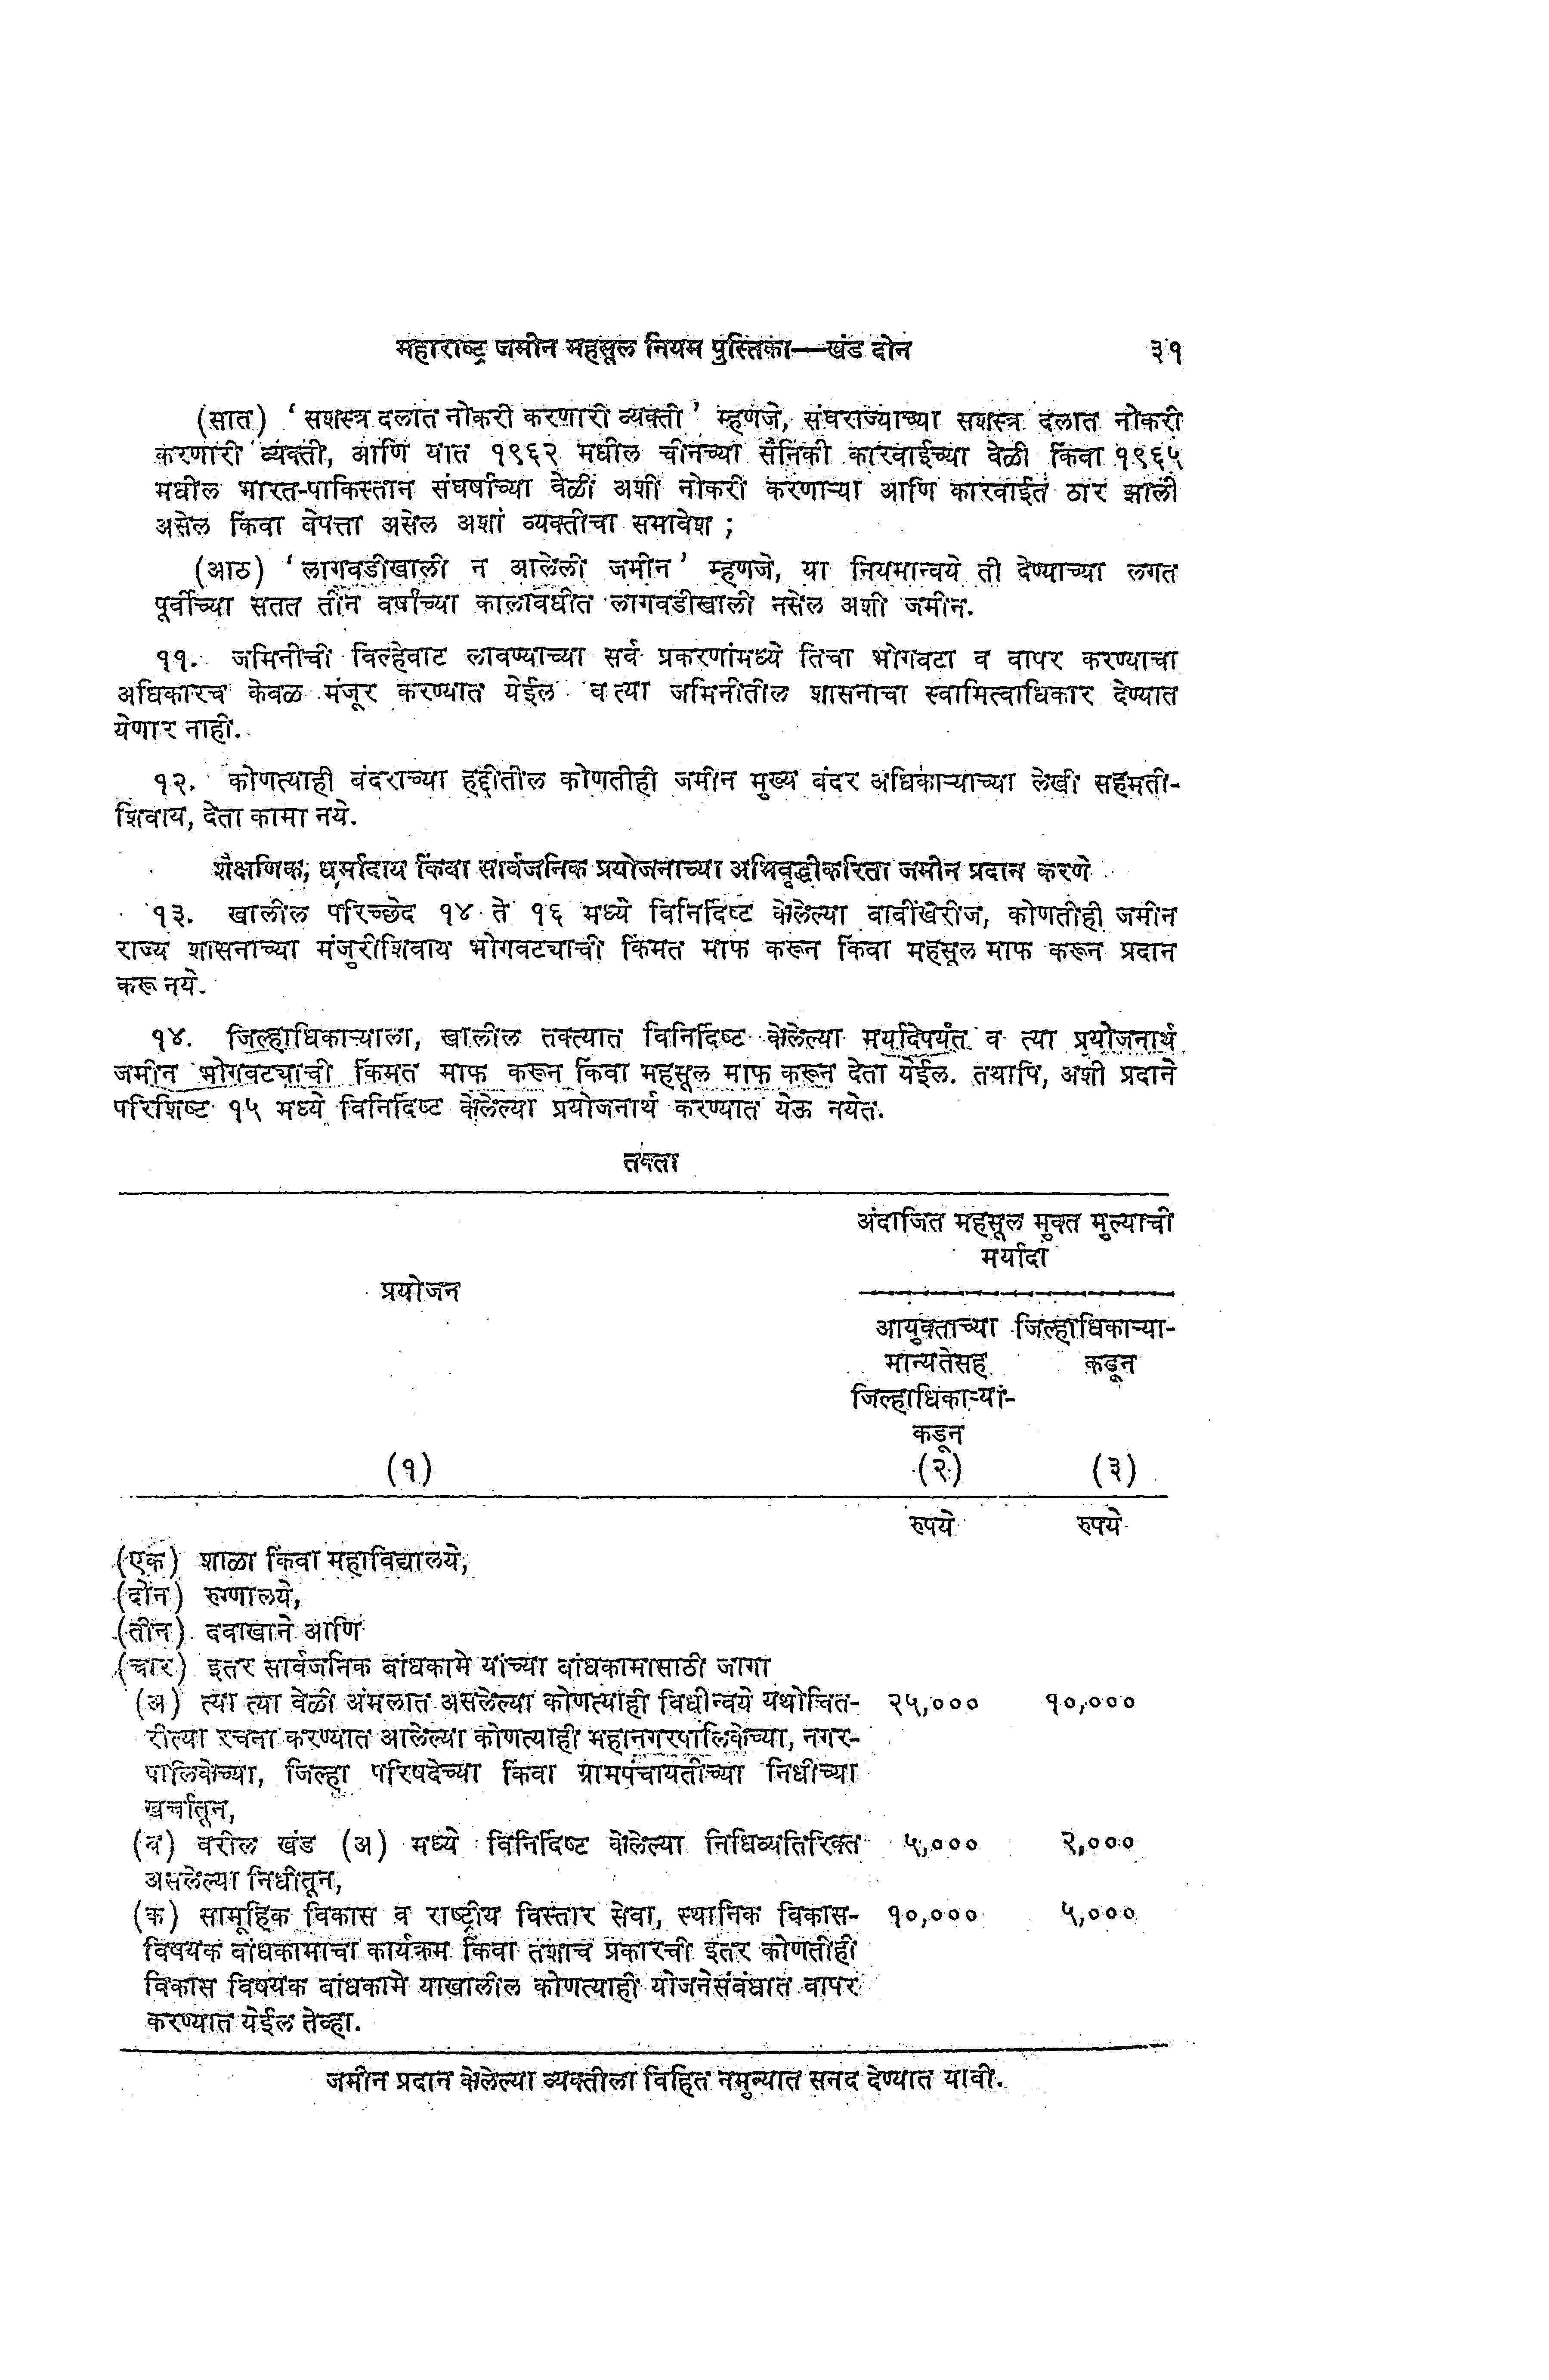 महाराष्ट्र जमीन महसूल नियम पुस्तिका—खंड दोन ३१
(सात) ‘ सशस्त्र दलात नोकरी करणारी व्यक्ती ’ म्हणजे, संघराज्याच्या सशस्त्र दलात नोकरी
करणारी व्यक्ती, आणि यात १९६२ मधील चीनच्या सैनिकी कारवाईच्या वेळी किंवा १९६५
मधील भारत-पाकिस्तान संघर्षाच्या वेळी अशी नोकरी करणाऱ्या आणि कारवाईत ठार झाली
असेल किंवा बेपत्ता असेल अशा व्यक्तीचा समावेश ;
(आठ) ‘ लागवडीखाली न आलेली जमीन ’ म्हणजे, या नियमान्वये ती देण्याच्या लगत
पूर्वीच्या सतत तीन वर्षांच्या कालावधीत लागवडीखाली नसेल अशी जमीन.
११. जमिनीची विल्हेवाट लावण्याच्या सर्व प्रकरणांमध्ये तिचा भोगवटा व वापर करण्याचा
अधिकारच केवळ मंजूर करण्यात येईल व त्या जमिनीतील शासनाचा स्वामित्वाधिकार देण्यात
येणार नाही.
१२. कोणत्याही बंदराच्या हद्दीतील कोणतीही जमीन मुख्य बंदर अधिकाऱ्याच्या लेखी सहमती-
शिवाय, देता कामा नये.
शैक्षणिक, धर्मादाय किंवा सार्वजनिक प्रयोजनाच्या अभिवृद्धीकरिता जमीन प्रदान करणे
१३. खालील परिच्छेद १४ ते १६ मध्ये विनिर्दिष्ट केलेल्या बाबींखेरीज, कोणतीही जमीन
राज्य शासनाच्या मंजुरीशिवाय भोगवट्याची किंमत माफ करून किंवा महसूल माफ करून प्रदान
करू नये.
१४. जिल्हाधिकाऱ्याला, खालील तक्त्यात विनिर्दिष्ट केलेल्या मर्यादेपर्यंत व त्या प्रयोजनार्थ
जमीन भोगवट्याची किंमत माफ करून किंवा महसूल माफ करून देता येईल. तथापि, अशी प्रदाने
परिशिष्ट १५ मध्ये विनिर्दिष्ट केलेल्या प्रयोजनार्थ करण्यात येऊ नयेत.
तक्ता
अंदाजित महसूल मुक्त मुल्याची
मर्यादा
प्रयोजन
आयुक्ताच्या जिल्हाधिकाऱ्या-
मान्यतेसह कडून
जिल्हाधिकाऱ्यां-
कडून
(१) (२) (३)
रुपये रुपये
(एक) शाळा किंवा महाविद्यालये,
(दोन) रुग्णालये,
(तीन) दवाखाने आणि
(चार) इतर सार्वजनिक बांधकामे यांच्या बांधकामासाठी जागा
(अ) त्या त्या वेळी अंमलात असलेल्या कोणत्याही विधीन्वये यथोचित- २५,००० १०,०००
रीत्या रचना करण्यात आलेल्या कोणत्याही महानगरपालिकेच्या, नगर-
पालिकेच्या, जिल्हा परिषदेच्या किंवा ग्रामपंचायतीच्या निधीच्या
खर्चातून,
(ब) वरील खंड (अ) मध्ये विनिर्दिष्ट केलेल्या निधिव्यतिरिक्त ५,००० २,०००
असलेल्या निधीतून,
(क) सामूहिक विकास व राष्ट्रीय विस्तार सेवा, स्थानिक विकास- १०,००० ५,०००
विषयक बांधकामाचा कार्यक्रम किंवा तशाच प्रकारची इतर कोणतीही
विकास विषयक बांधकामे याखालील कोणत्याही योजनेसंबंधात वापर
करण्यात येईल तेव्हा.
जमीन प्रदान केलेल्या व्यक्तीला विहित नमुन्यात सनद देण्यात यावी.